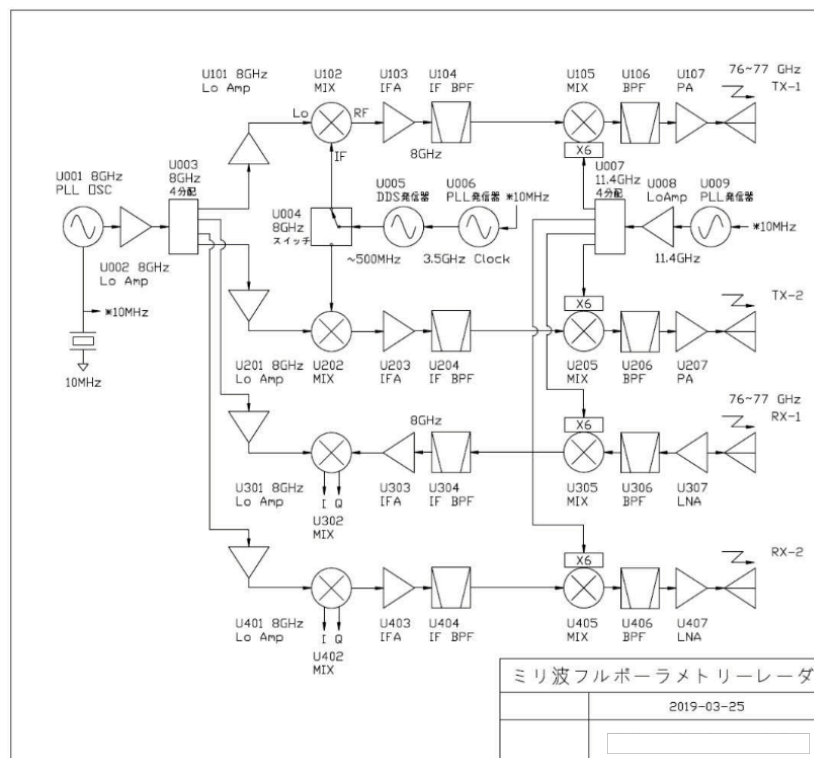 U101 8GHz
Lo Amp
U102
MIX
U103
IFA
U104
IF BPF
U105
MIX
U106
BPF
U107
PA
76~77 GHz
TX-1
Lo
RF
IF
8GHz
X6
U001 8GHz
PLL OSC
U003
8GHz
4分配
U002 8GHz
Lo Amp
U004
8GHz
スイッチ
U005
DDS発信器
U006
PLL発信器
*10MHz
~500MHz
3.5GHz Clock
U007
11.4GHz
4分配
U008
LoAmp
U009
PLL発信器
*10MHz
11.4GHz
*10MHz
10MHz
X6
TX-2
U201 8GHz
Lo Amp
U202
MIX
U203
IFA
U204
IF BPF
U205
MIX
U206
BPF
U207
PA
76~77 GHz
RX-1
8GHz
X6
I Q
U301 8GHz
Lo Amp
U302
MIX
U303
IFA
U304
IF BPF
U305
MIX
U306
BPF
U307
LNA
X6
RX-2
I Q
U401 8GHz
Lo Amp
U402
MIX
U403
IFA
U404
IF BPF
U405
MIX
U406
BPF
U407
LNA
ミリ波フルポーラメトリーレーダ
2019-03-25